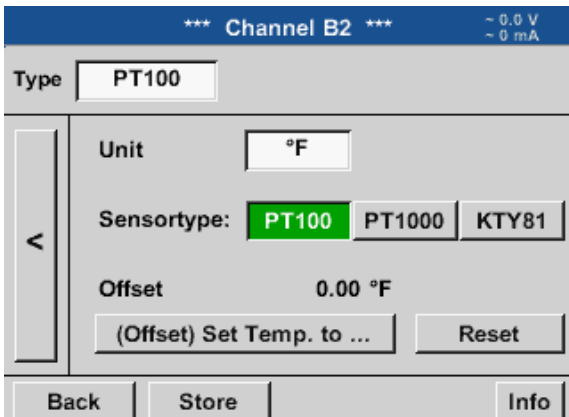 *** Channel B2 *** ~ 0.0 V
~ 0 mA
Type PT100
Unit °F
< Sensortype: PT100 PT1000 KTY81
Offset 0.00 °F
(Offset) Set Temp. to ... Reset
Back Store Info